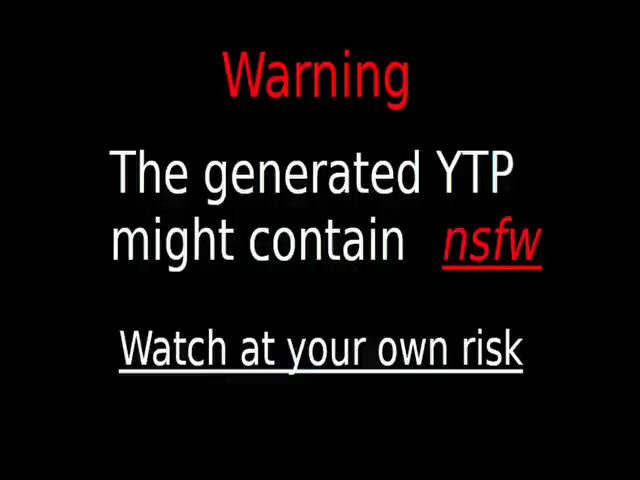 Warning
The generated YTP
might contain nsfw
Watch at your own risk